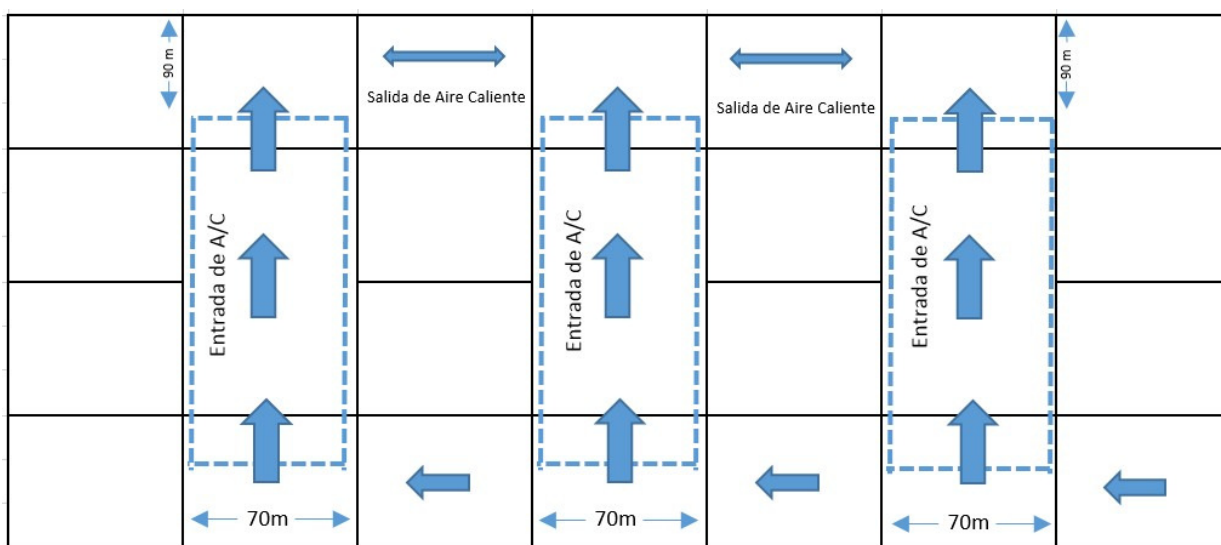 90 m
90 m
Salida de Aire Caliente
Salida de Aire Caliente
Entrada de A/C
Entrada de A/C
Entrada de A/C
70m
70m
70m